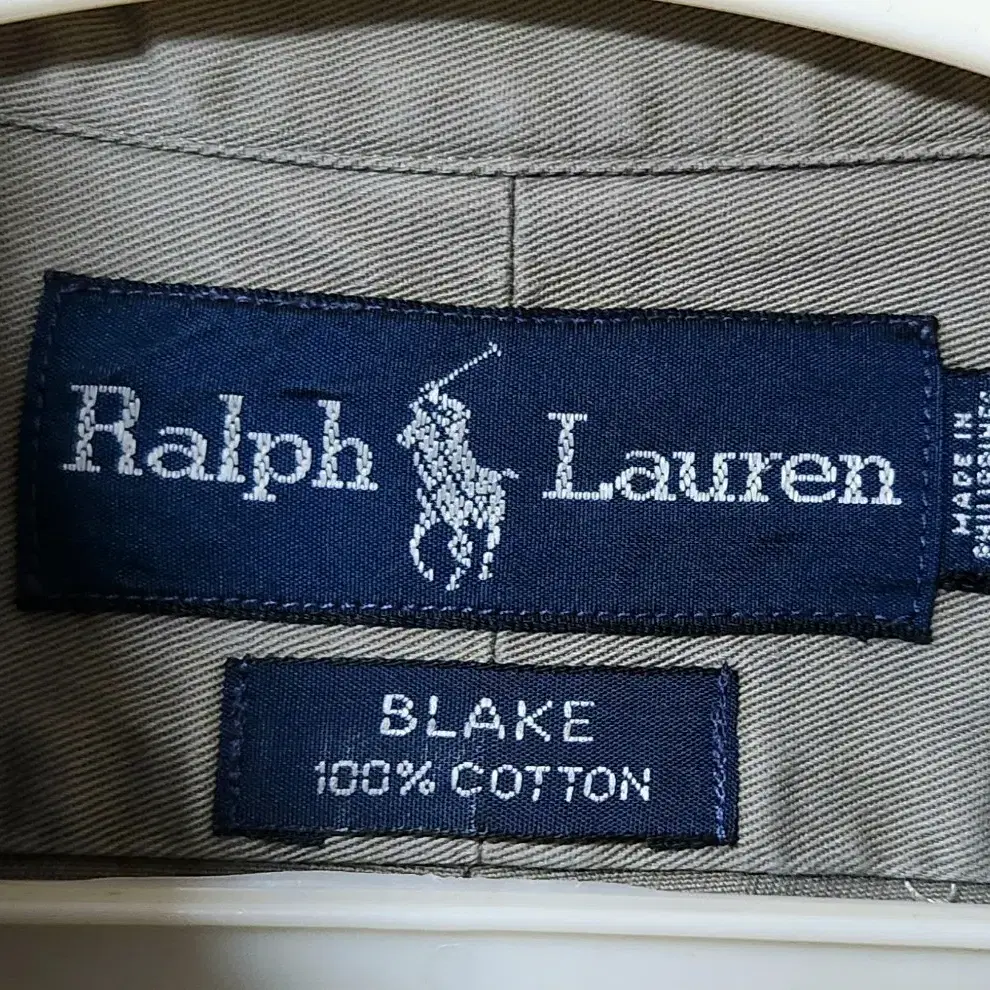 Ralph Lauren
MADE IN
BLAKE
100% COTTON